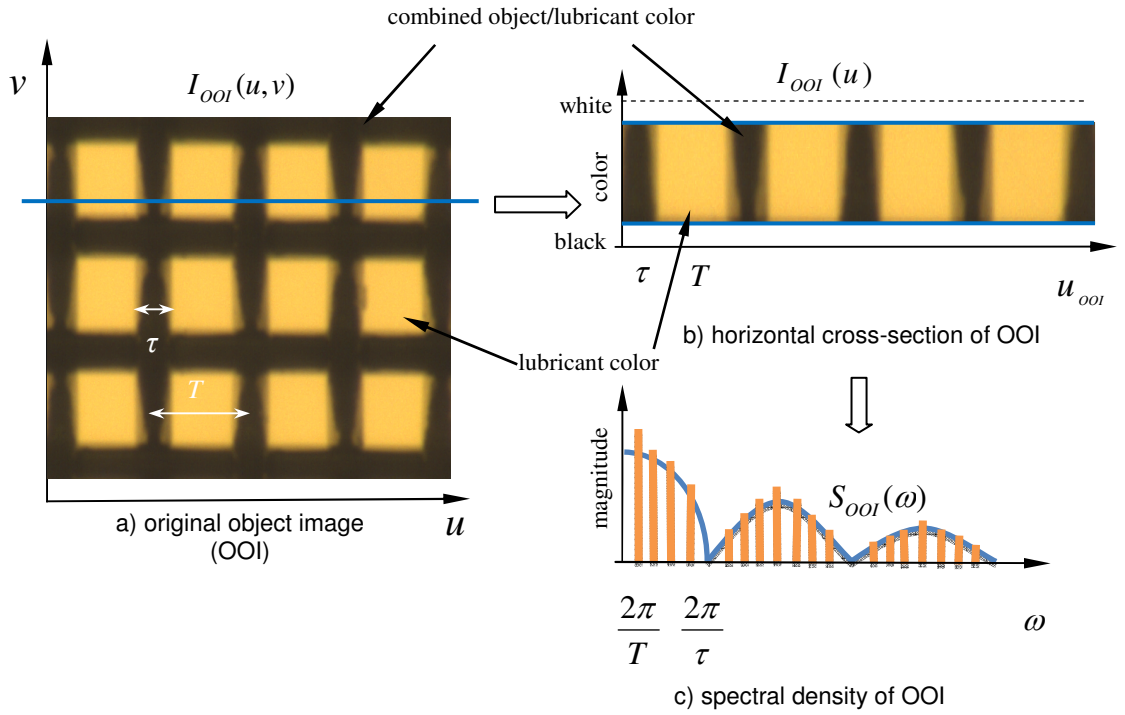 combined object/lubricant color
v
I_OOI(u,v)
τ
T
u
a) original object image
(OOI)
I_OOI(u)
white
color
black
τ T
u_OOI
b) horizontal cross-section of OOI
lubricant color
magnitude
S_OOI(ω)
2π/T 2π/τ
ω
c) spectral density of OOI